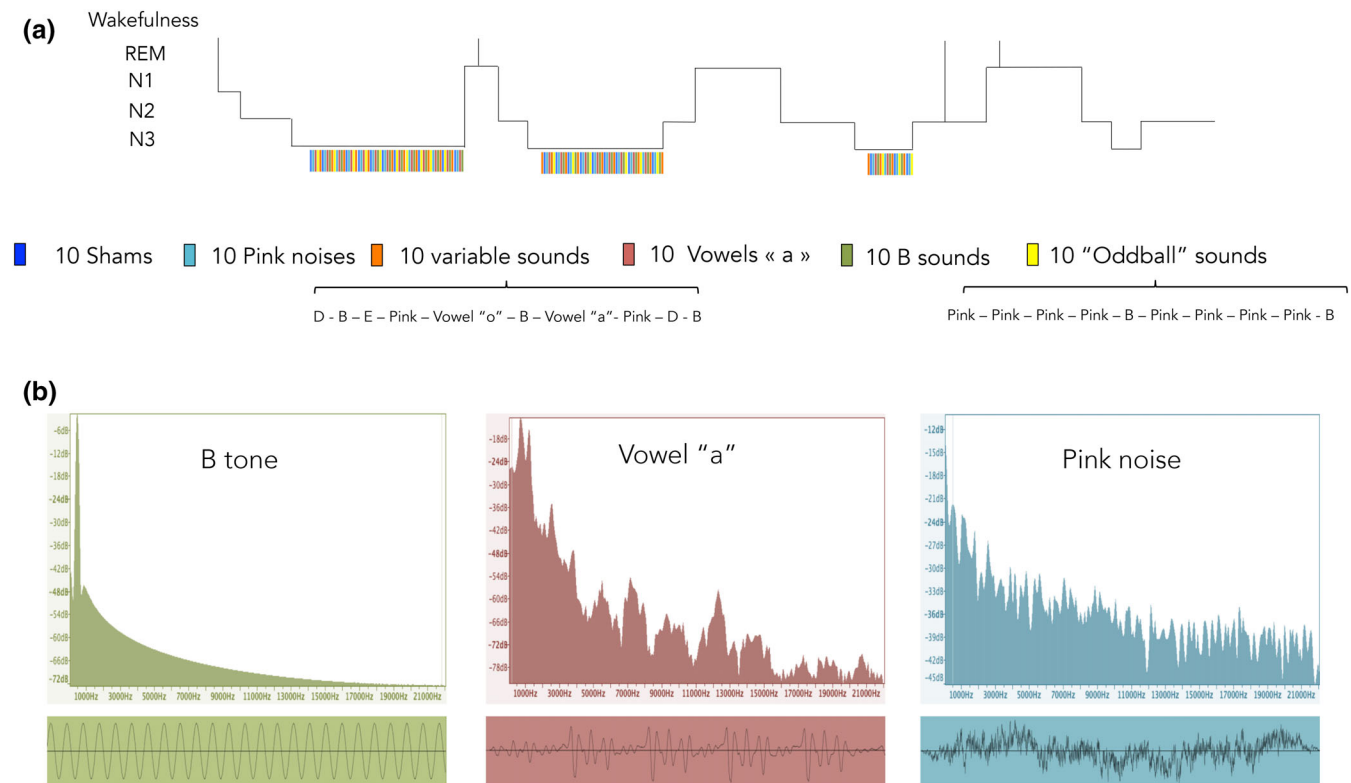 (a)
Wakefulness
REM
N1
N2
N3
10 Shams 10 Pink noises 10 variable sounds 10 Vowels « a » 10 B sounds 10 “Oddball” sounds
D - B – E – Pink – Vowel “o” – B – Vowel “a”- Pink – D - B
Pink – Pink – Pink – Pink – B – Pink – Pink – Pink – Pink - B
(b)
B tone
-6dB
-12dB
-18dB
-24dB
-30dB
-36dB
-42dB
-48dB
-54dB
-60dB
-66dB
-72dB
1000Hz 3000Hz 5000Hz 7000Hz 9000Hz 11000Hz 13000Hz 15000Hz 17000Hz 19000Hz 21000Hz
Vowel “a”
-18dB
-24dB
-30dB
-36dB
-42dB
-48dB
-54dB
-60dB
-66dB
-72dB
-78dB
1000Hz 3000Hz 5000Hz 7000Hz 9000Hz 11000Hz 13000Hz 15000Hz 17000Hz 19000Hz 21000Hz
Pink noise
-12dB
-15dB
-18dB
-21dB
-24dB
-27dB
-30dB
-33dB
-36dB
-39dB
-42dB
-45dB
1000Hz 3000Hz 5000Hz 7000Hz 9000Hz 11000Hz 13000Hz 15000Hz 17000Hz 19000Hz 21000Hz